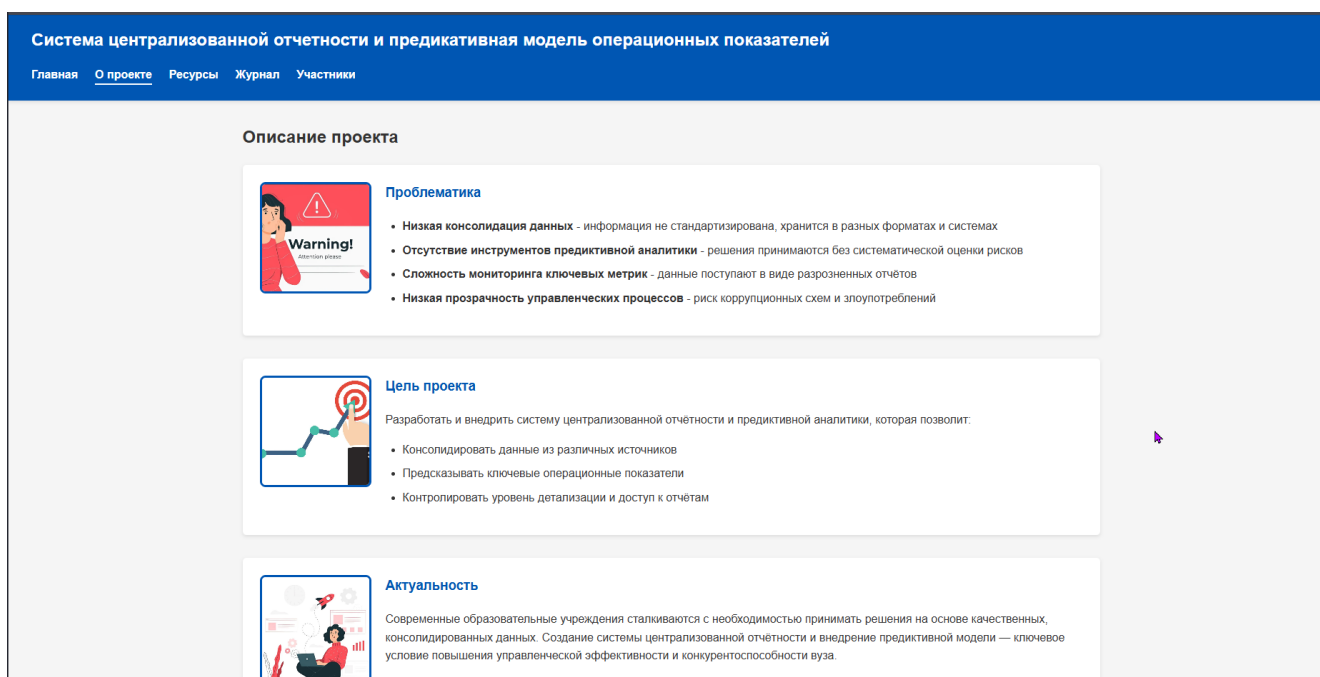 Система централизованной отчетности и предикативная модель операционных показателей
Главная О проекте Ресурсы Журнал Участники
Описание проекта
Warning!
Attention please
Проблематика
Низкая консолидация данных - информация не стандартизирована, хранится в разных форматах и системах
Отсутствие инструментов предиктивной аналитики - решения принимаются без систематической оценки рисков
Сложность мониторинга ключевых метрик - данные поступают в виде разрозненных отчётов
Низкая прозрачность управленческих процессов - риск коррупционных схем и злоупотреблений
Цель проекта
Разработать и внедрить систему централизованной отчётности и предиктивной аналитики, которая позволит:
Консолидировать данные из различных источников
Предсказывать ключевые операционные показатели
Контролировать уровень детализации и доступ к отчётам
Актуальность
Современные образовательные учреждения сталкиваются с необходимостью принимать решения на основе качественных,
консолидированных данных. Создание системы централизованной отчётности и внедрение предиктивной модели — ключевое
условие повышения управленческой эффективности и конкурентоспособности вуза.